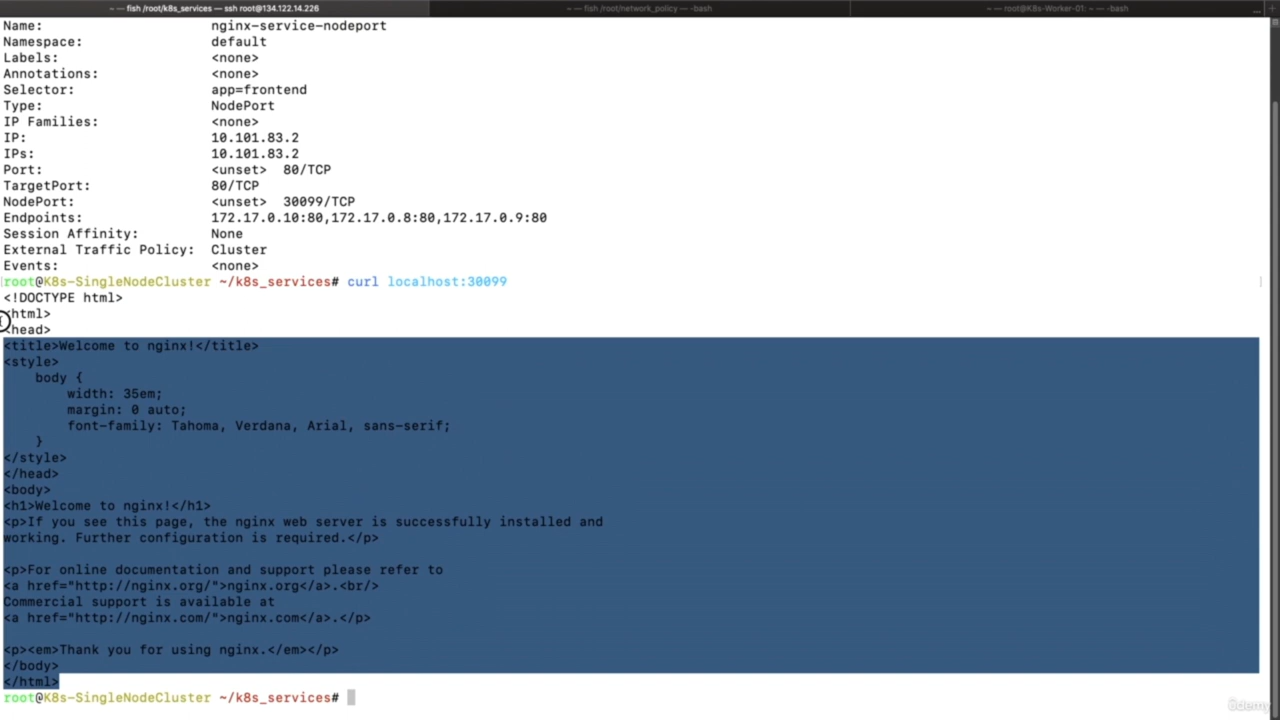 ~ — fish /root/k8s_services — ssh root@134.122.14.226
~ — fish /root/network_policy — -bash
~ — root@K8s-Worker-01: ~ — -bash
Name: nginx-service-nodeport
Namespace: default
Labels: <none>
Annotations: <none>
Selector: app=frontend
Type: NodePort
IP Families: <none>
IP: 10.101.83.2
IPs: 10.101.83.2
Port: <unset> 80/TCP
TargetPort: 80/TCP
NodePort: <unset> 30099/TCP
Endpoints: 172.17.0.10:80,172.17.0.8:80,172.17.0.9:80
Session Affinity: None
External Traffic Policy: Cluster
Events: <none>
root@K8s-SingleNodeCluster ~/k8s_services# curl localhost:30099
<!DOCTYPE html>
<html>
<head>
<title>Welcome to nginx!</title>
<style>
    body {
        width: 35em;
        margin: 0 auto;
        font-family: Tahoma, Verdana, Arial, sans-serif;
    }
</style>
</head>
<body>
<h1>Welcome to nginx!</h1>
<p>If you see this page, the nginx web server is successfully installed and
working. Further configuration is required.</p>
<p>For online documentation and support please refer to
<a href="http://nginx.org/">nginx.org</a>.<br/>
Commercial support is available at
<a href="http://nginx.com/">nginx.com</a>.</p>
<p><em>Thank you for using nginx.</em></p>
</body>
</html>
root@K8s-SingleNodeCluster ~/k8s_services#
ûdemy